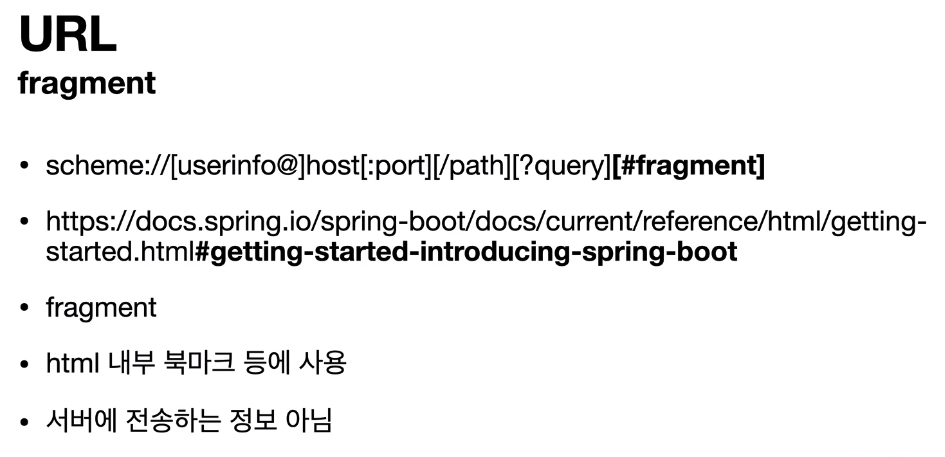 URL
fragment
• scheme://[userinfo@]host[:port][/path][?query][#fragment]
• https://docs.spring.io/spring-boot/docs/current/reference/html/getting-
started.html#getting-started-introducing-spring-boot
• fragment
• html 내부 북마크 등에 사용
• 서버에 전송하는 정보 아님